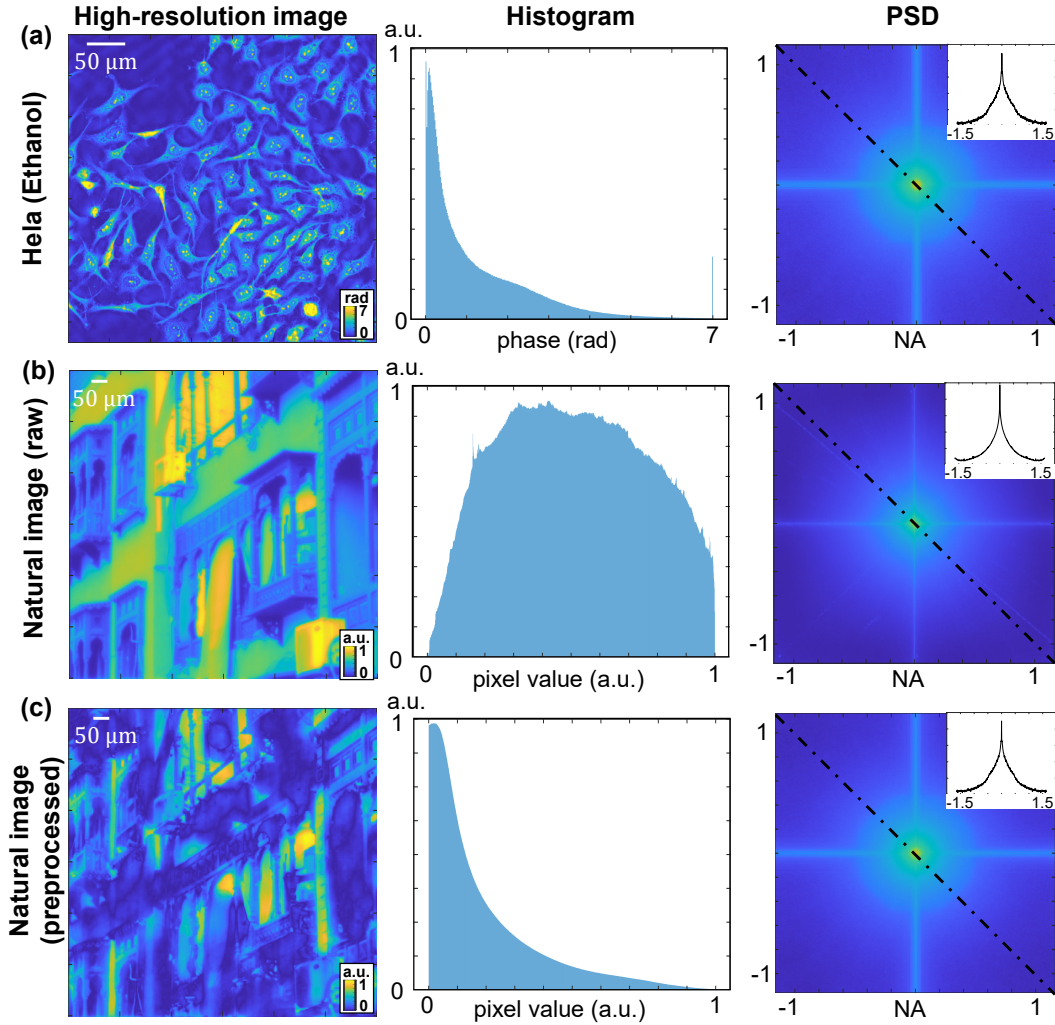 High-resolution image
Histogram
PSD
(a)
Hela (Ethanol)
50 μm
rad
7
0
a.u.
1
0
0
7
phase (rad)
1
-1
-1
NA
1
-1.5
1.5
(b)
Natural image (raw)
50 μm
a.u.
1
0
a.u.
1
0
0
1
pixel value (a.u.)
1
-1
-1
NA
1
-1.5
1.5
(c)
Natural image
(preprocessed)
50 μm
a.u.
1
0
a.u.
1
0
0
1
pixel value (a.u.)
1
-1
-1
NA
1
-1.5
1.5